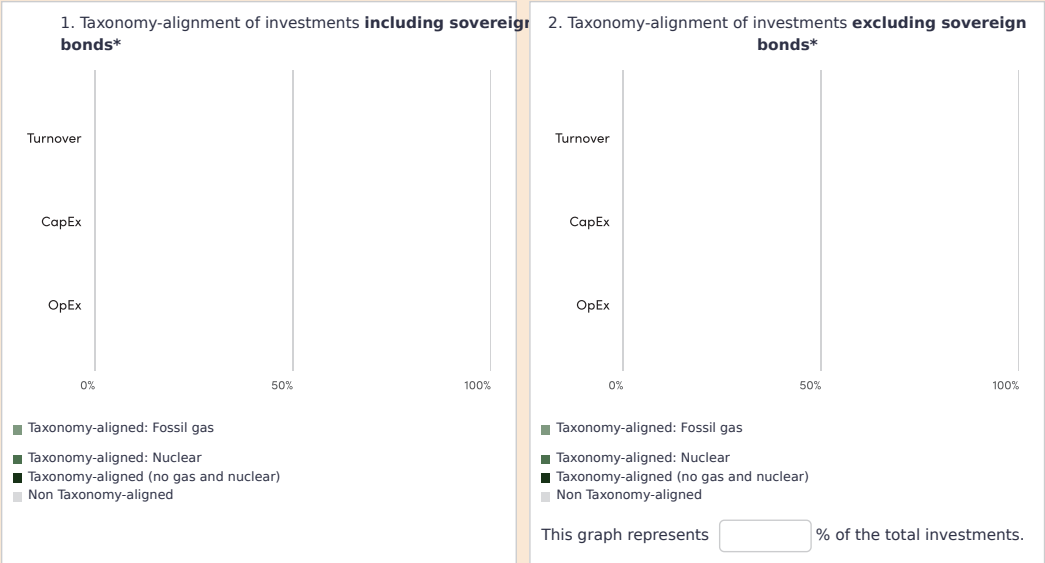 1. Taxonomy-alignment of investments including sovereign
bonds*
Turnover
CapEx
OpEx
0% 50% 100%
Taxonomy-aligned: Fossil gas
Taxonomy-aligned: Nuclear
Taxonomy-aligned (no gas and nuclear)
Non Taxonomy-aligned
2. Taxonomy-alignment of investments excluding sovereign
bonds*
Turnover
CapEx
OpEx
0% 50% 100%
Taxonomy-aligned: Fossil gas
Taxonomy-aligned: Nuclear
Taxonomy-aligned (no gas and nuclear)
Non Taxonomy-aligned
This graph represents % of the total investments.